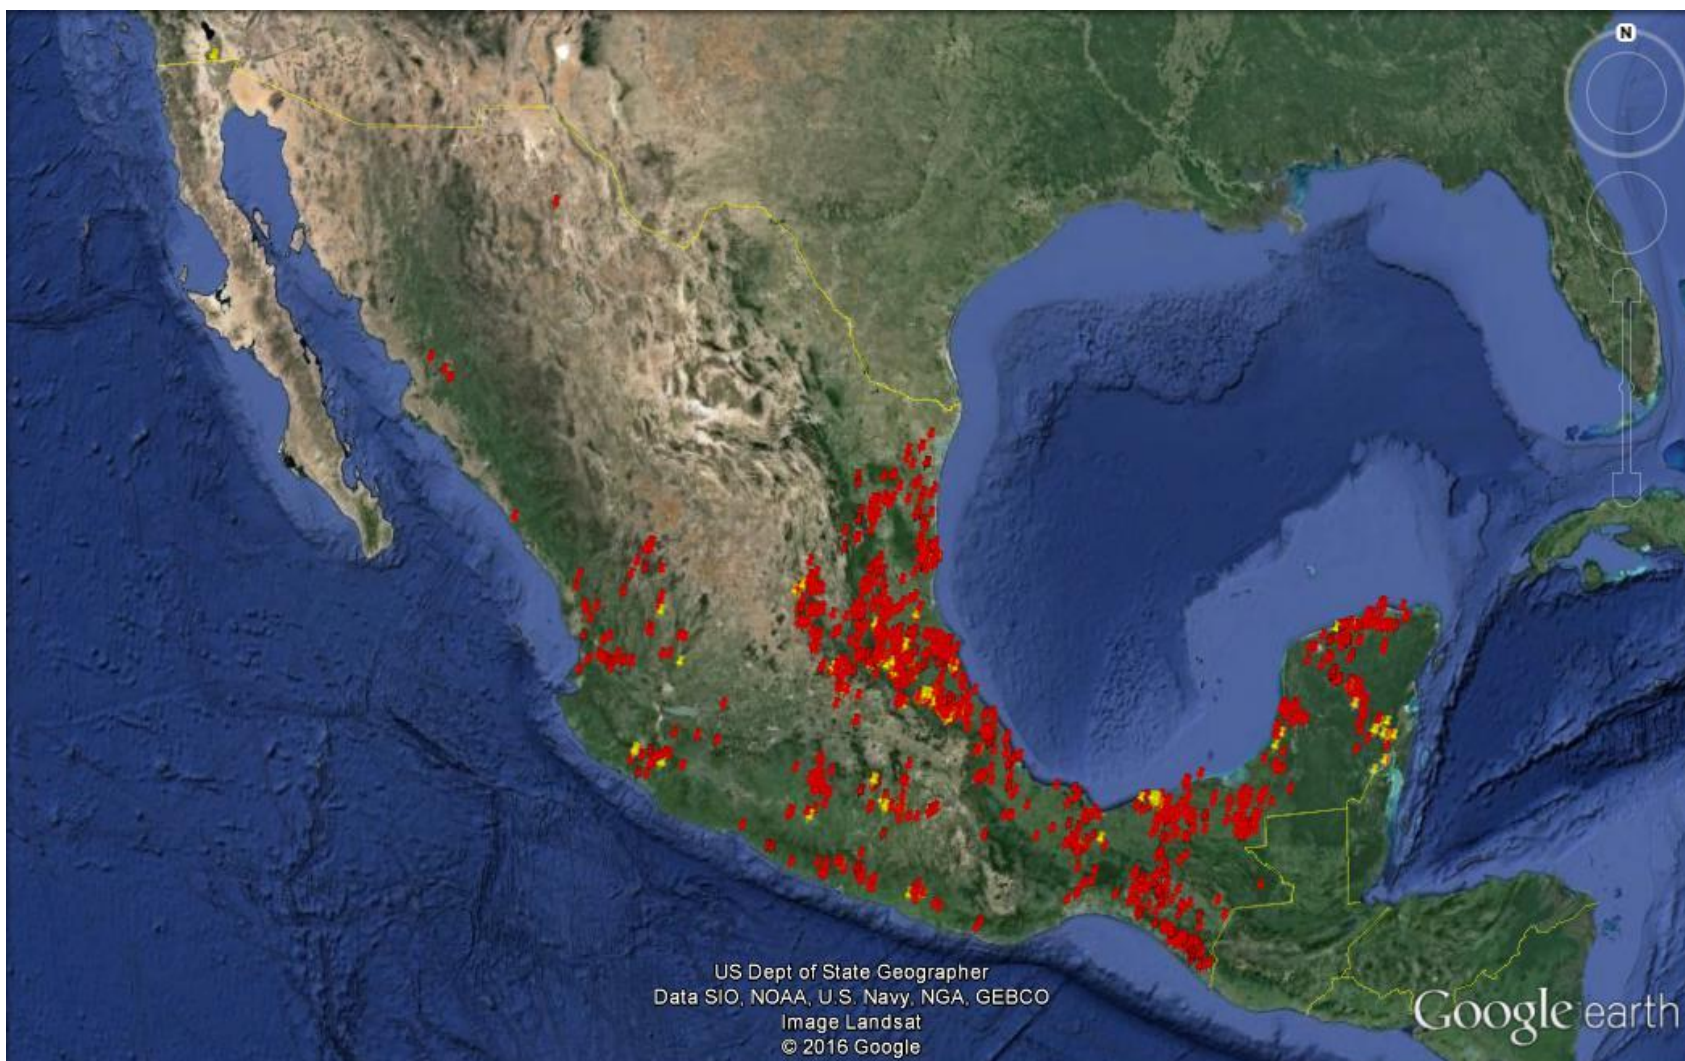 N
US Dept of State Geographer
Data SIO, NOAA, U.S. Navy, NGA, GEBCO
Image Landsat
© 2016 Google
Google earth